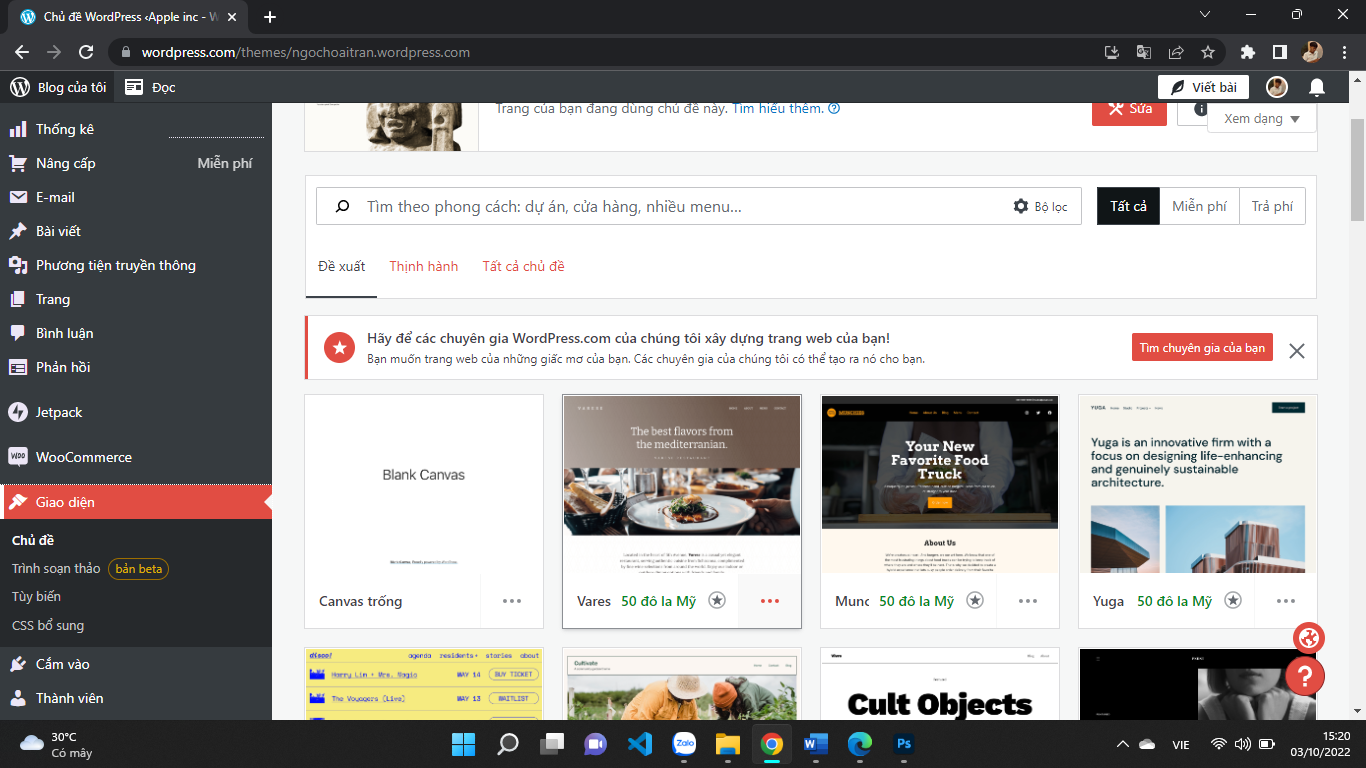 Chủ đề WordPress ‹Apple inc - W
wordpress.com/themes/ngochoaitran.wordpress.com
Blog của tôi
Đọc
Viết bài
Thống kê
Nâng cấp
Miễn phí
E-mail
Bài viết
Phương tiện truyền thông
Trang
Bình luận
Phản hồi
Jetpack
WooCommerce
Giao diện
Chủ đề
Trình soạn thảo
bản beta
Tùy biến
CSS bổ sung
Cắm vào
Thành viên
Trang của bạn đang dùng chủ đề này. Tìm hiểu thêm.
Sửa
Xem dạng
Tìm theo phong cách: dự án, cửa hàng, nhiều menu...
Bộ lọc
Tất cả
Miễn phí
Trả phí
Đề xuất
Thịnh hành
Tất cả chủ đề
Hãy để các chuyên gia WordPress.com của chúng tôi xây dựng trang web của bạn!
Bạn muốn trang web của những giấc mơ của bạn. Các chuyên gia của chúng tôi có thể tạo ra nó cho bạn.
Tìm chuyên gia của bạn
Blank Canvas
Canvas trống
The best flavors from
the mediterranean.
Vares
50 đô la Mỹ
Your New
Favorite Food
Truck
About Us
Munc
50 đô la Mỹ
YUGA
Yuga is an innovative firm with a
focus on designing life-enhancing
and genuinely sustainable
architecture.
Yuga
50 đô la Mỹ
disco!
agenda
residents
stories
about
Harry Lim + Mrs. Nagio
MAY 14
BUY TICKET
The Voyagers (Live)
MAY 13
WAITLIST
Cultivate
Cult Objects
?
30°C
Có mây
Zalo
VIE
15:20
03/10/2022